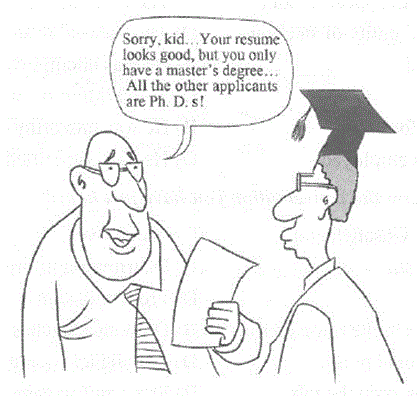 Sorry, kid...Your resume
looks good, but you only
have a master's degree...
All the other applicants
are Ph. D. s!